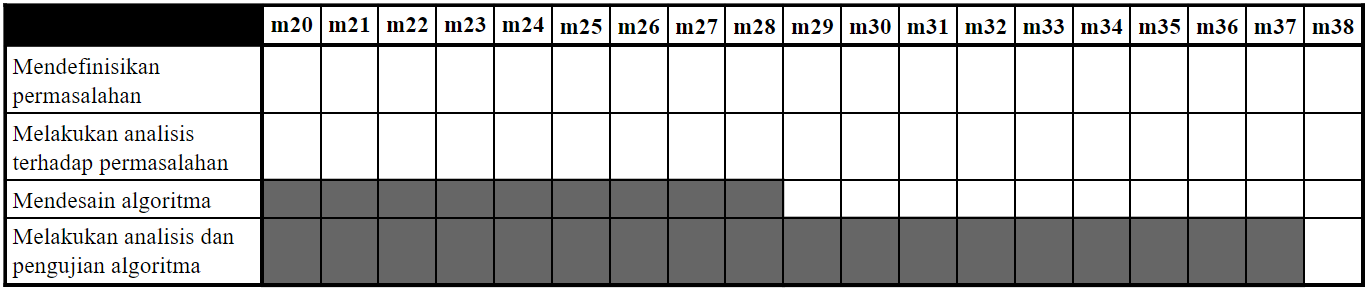 m20 m21 m22 m23 m24 m25 m26 m27 m28 m29 m30 m31 m32 m33 m34 m35 m36 m37 m38
Mendefinisikan
permasalahan
Melakukan analisis
terhadap permasalahan
Mendesain algoritma
Melakukan analisis dan
pengujian algoritma